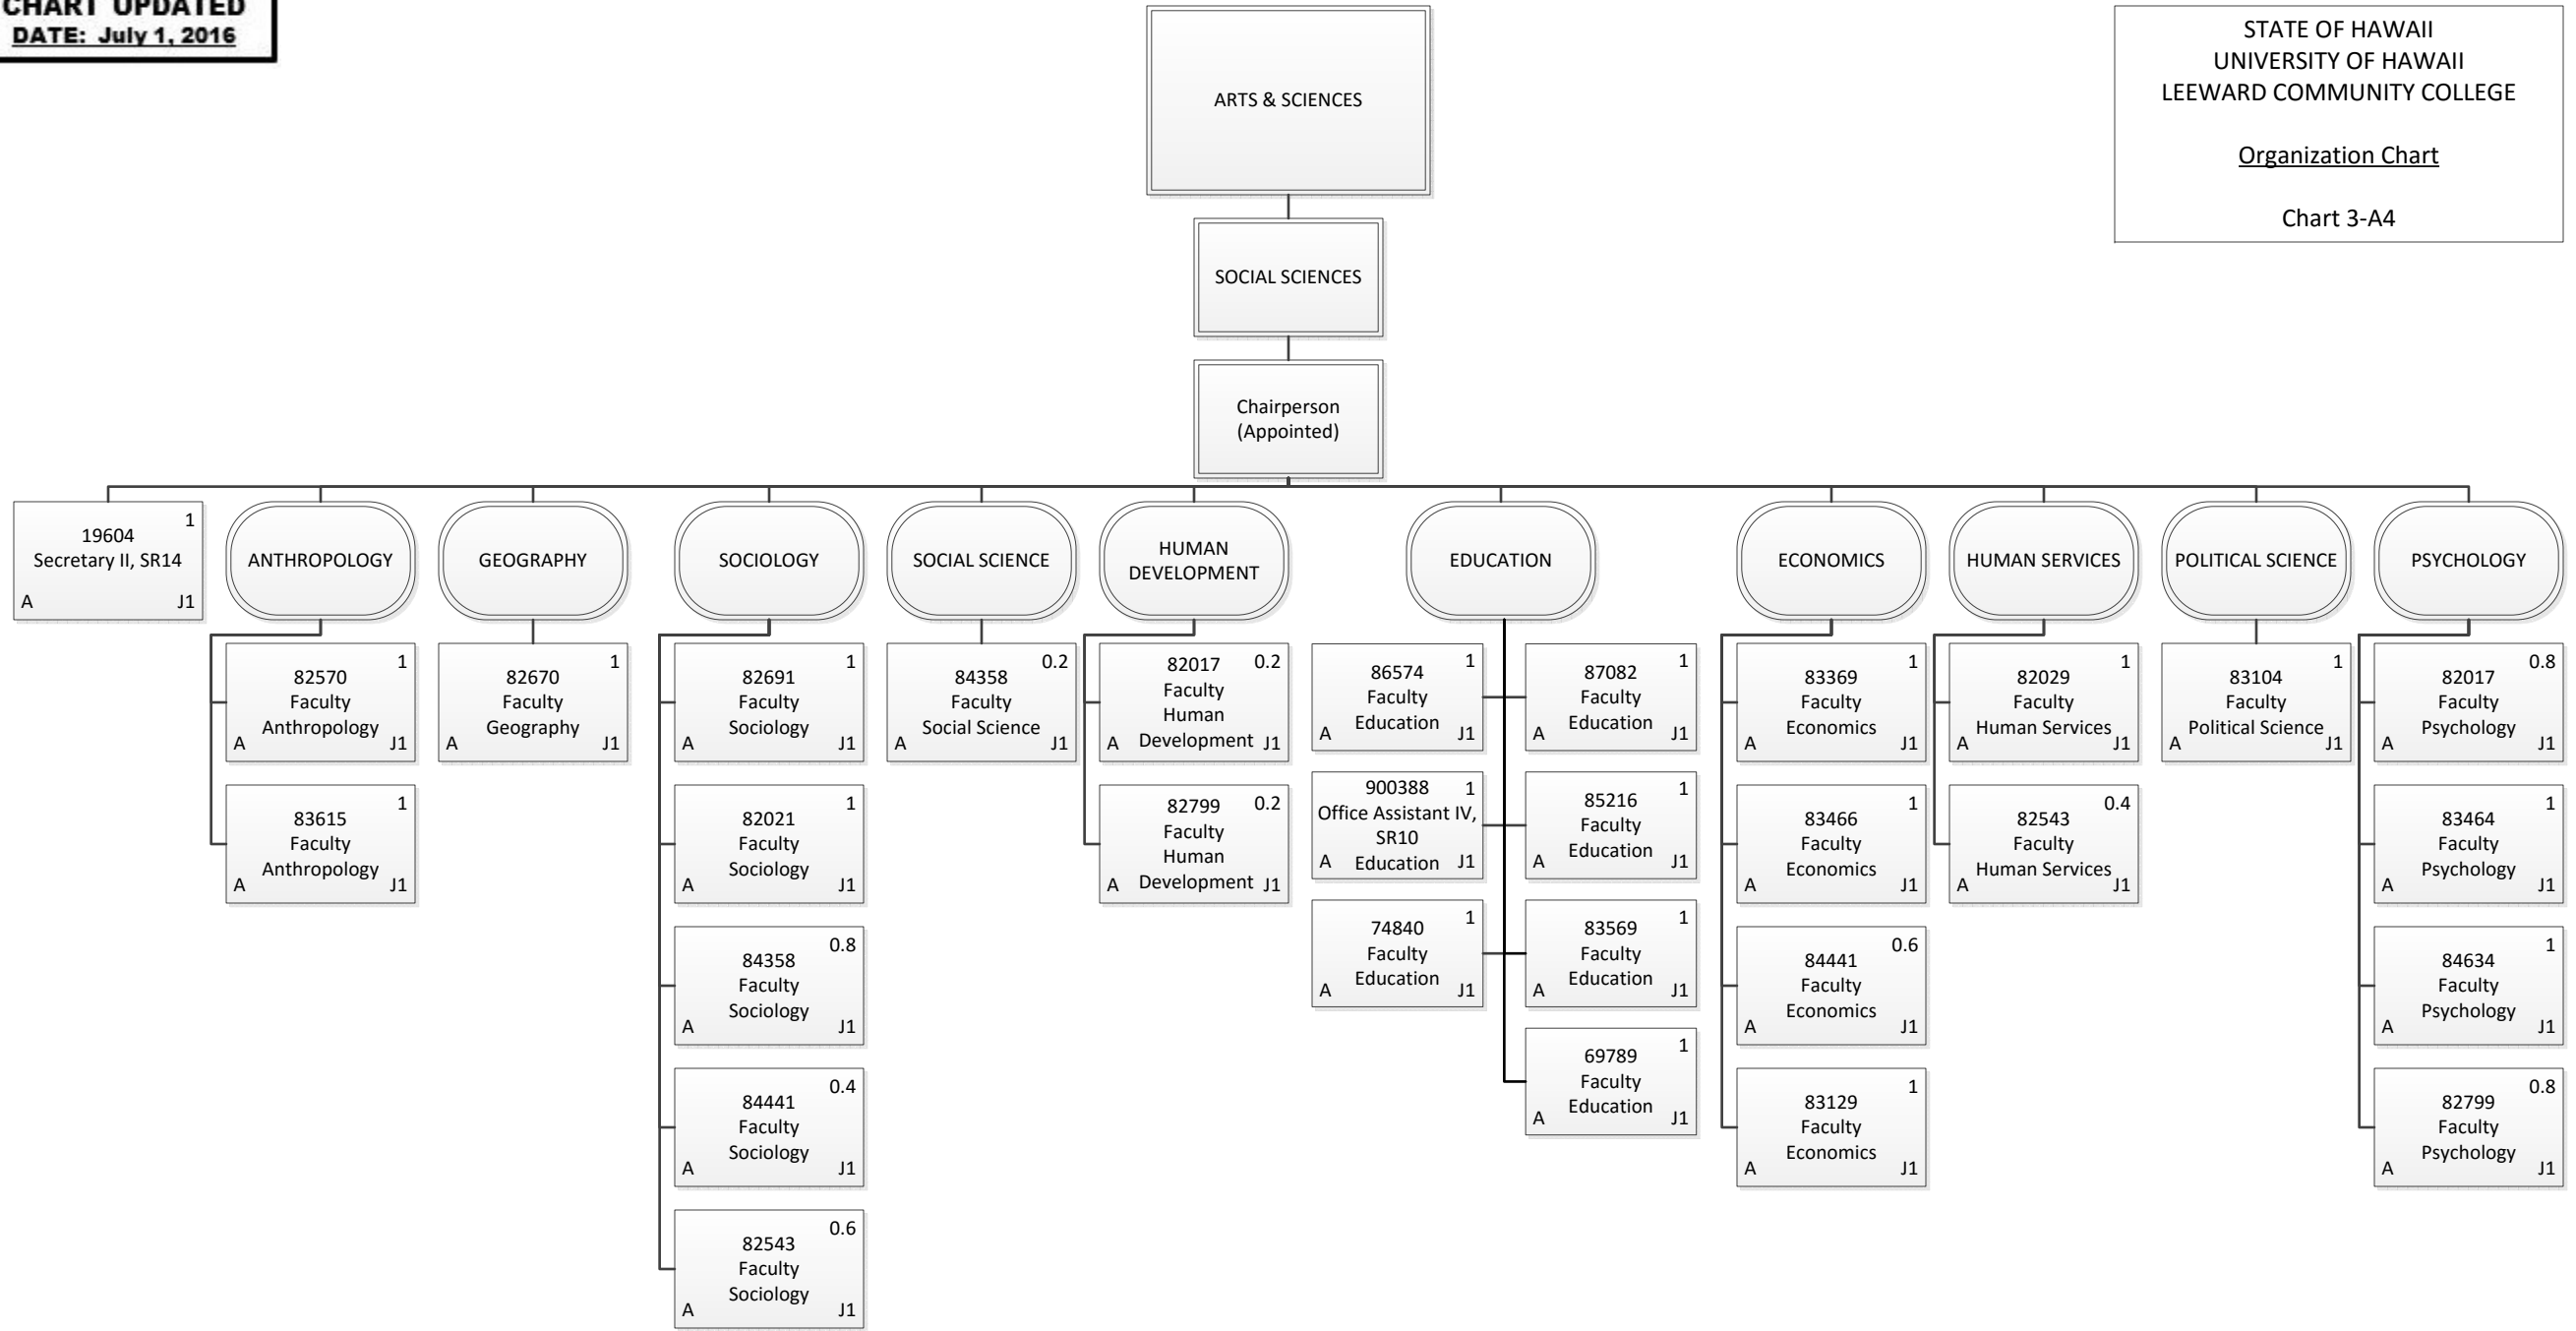 CHART UPDATED
DATE: July 1, 2016
STATE OF HAWAII
UNIVERSITY OF HAWAII
LEEWARD COMMUNITY COLLEGE
Organization Chart
Chart 3-A4
ARTS & SCIENCES
SOCIAL SCIENCES
Chairperson
(Appointed)
1
19604
Secretary II, SR14
A J1
ANTHROPOLOGY
1
82570
Faculty
Anthropology
A J1
1
83615
Faculty
Anthropology
A J1
GEOGRAPHY
1
82670
Faculty
Geography
A J1
SOCIOLOGY
1
82691
Faculty
Sociology
A J1
1
82021
Faculty
Sociology
A J1
0.8
84358
Faculty
Sociology
A J1
0.4
84441
Faculty
Sociology
A J1
0.6
82543
Faculty
Sociology
A J1
SOCIAL SCIENCE
0.2
84358
Faculty
Social Science
A J1
HUMAN
DEVELOPMENT
82017 0.2
Faculty
Human
A Development J1
82799 0.2
Faculty
Human
A Development J1
EDUCATION
1
86574
Faculty
Education
A J1
1
87082
Faculty
Education
A J1
900388 1
Office Assistant IV,
SR10
A Education J1
1
85216
Faculty
Education
A J1
1
74840
Faculty
Education
A J1
1
83569
Faculty
Education
A J1
1
69789
Faculty
Education
A J1
ECONOMICS
1
83369
Faculty
Economics
A J1
1
83466
Faculty
Economics
A J1
0.6
84441
Faculty
Economics
A J1
1
83129
Faculty
Economics
A J1
HUMAN SERVICES
1
82029
Faculty
Human Services
A J1
0.4
82543
Faculty
Human Services
A J1
POLITICAL SCIENCE
1
83104
Faculty
Political Science
A J1
PSYCHOLOGY
0.8
82017
Faculty
Psychology
A J1
1
83464
Faculty
Psychology
A J1
1
84634
Faculty
Psychology
A J1
0.8
82799
Faculty
Psychology
A J1